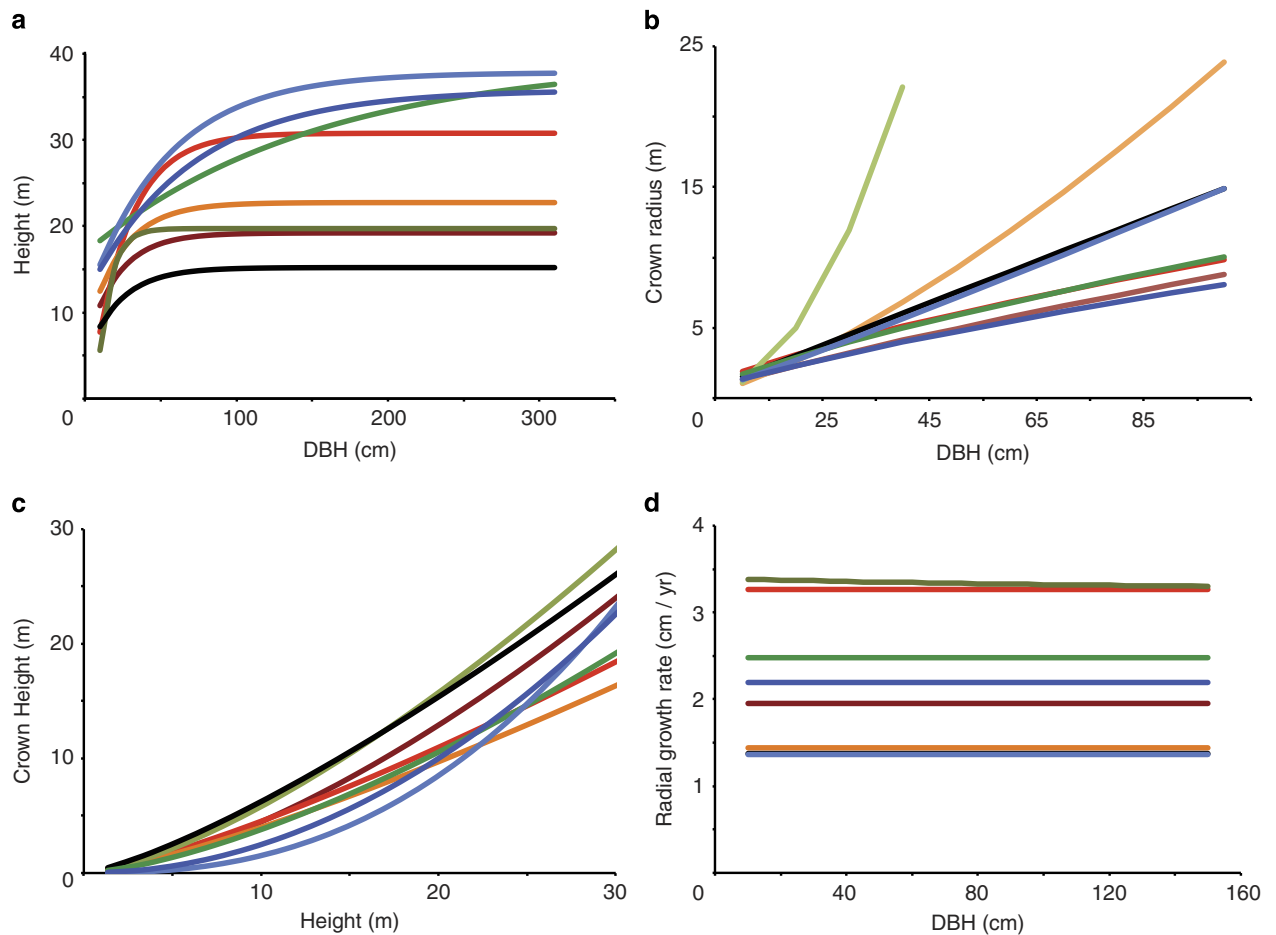 a
40
30
20
10
0
Height (m)
100
200
300
DBH (cm)
b
25
15
5
0
Crown radius (m)
25
45
65
85
DBH (cm)
c
30
20
10
0
Crown Height (m)
10
20
30
Height (m)
d
4
3
2
1
0
Radial growth rate (cm / yr)
40
80
120
160
DBH (cm)